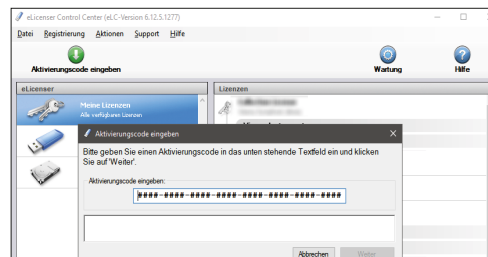 eLicenser Control Center (eLC-Version 6.12.5.1277)
Datei Registrierung Aktionen Support Hilfe
Aktivierungscode eingeben
Wartung
Hilfe
eLicenser
Lizenzen
Meine Lizenzen
Alle verfügbaren Lizenzen
Aktivierungscode eingeben
Bitte geben Sie einen Aktivierungscode in das unten stehende Textfeld ein und klicken
Sie auf 'Weiter'.
Aktivierungscode eingeben:
####-####-####-####-####-####-####-####
Abbrechen
Weiter